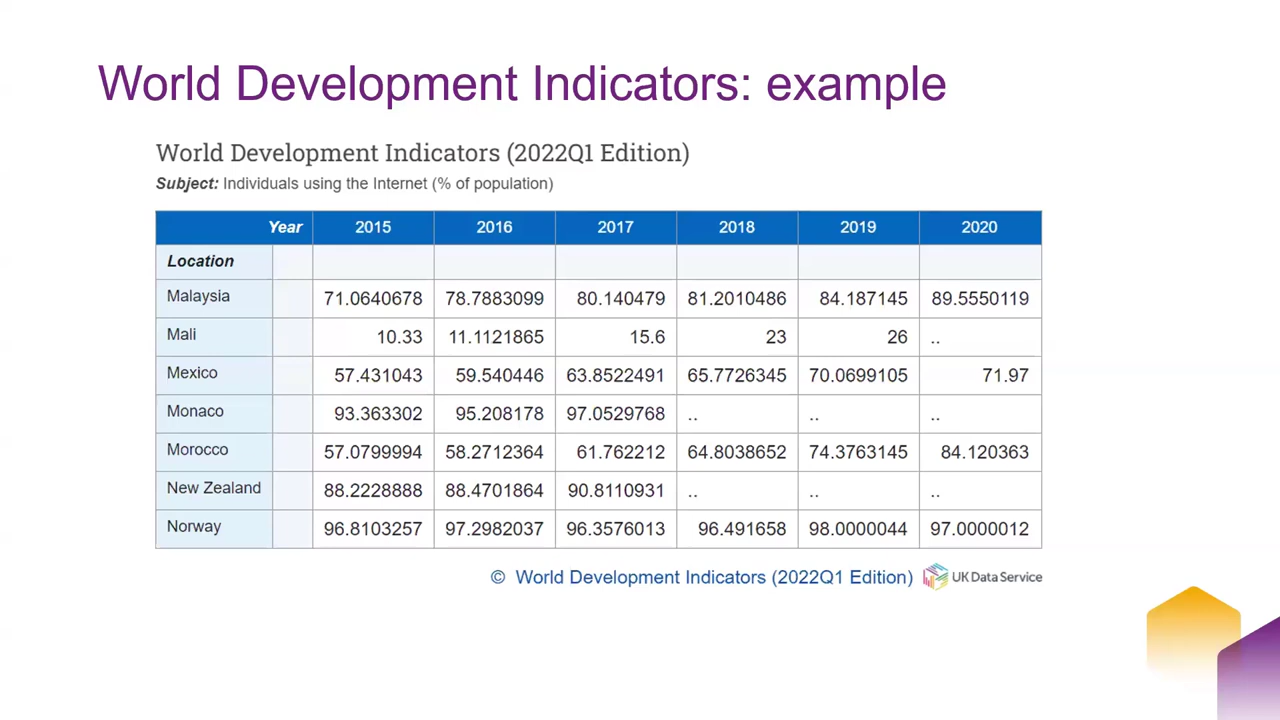 World Development Indicators: example
World Development Indicators (2022Q1 Edition)
Subject: Individuals using the Internet (% of population)
Year 2015 2016 2017 2018 2019 2020
Location
Malaysia 71.0640678 78.7883099 80.140479 81.2010486 84.187145 89.5550119
Mali 10.33 11.1121865 15.6 23 26 ..
Mexico 57.431043 59.540446 63.8522491 65.7726345 70.0699105 71.97
Monaco 93.363302 95.208178 97.0529768 .. .. ..
Morocco 57.0799994 58.2712364 61.762212 64.8038652 74.3763145 84.120363
New Zealand 88.2228888 88.4701864 90.8110931 .. .. ..
Norway 96.8103257 97.2982037 96.3576013 96.491658 98.0000044 97.0000012
© World Development Indicators (2022Q1 Edition) UK Data Service